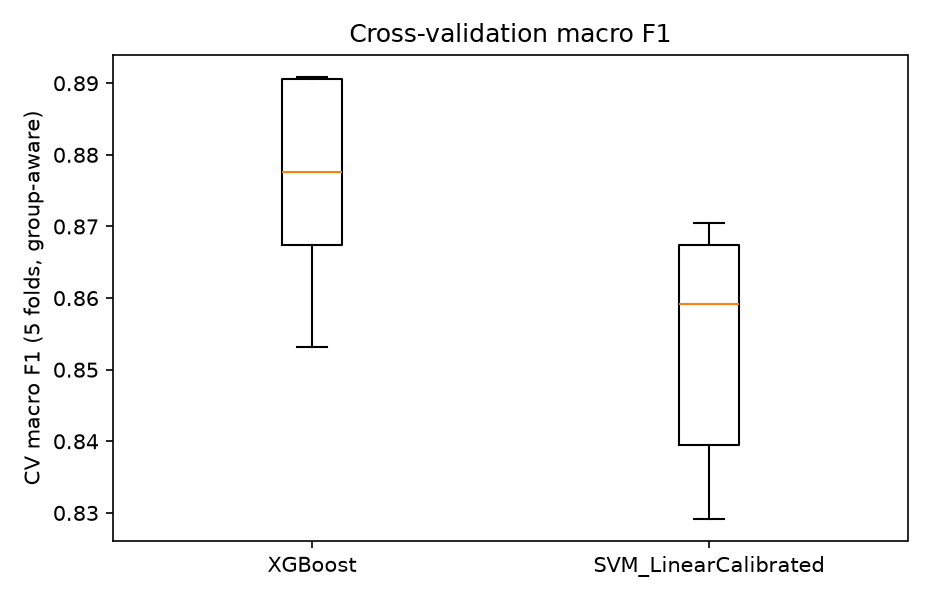 Cross-validation macro F1
CV macro F1 (5 folds, group-aware)
0.89
0.88
0.87
0.86
0.85
0.84
0.83
XGBoost
SVM_LinearCalibrated